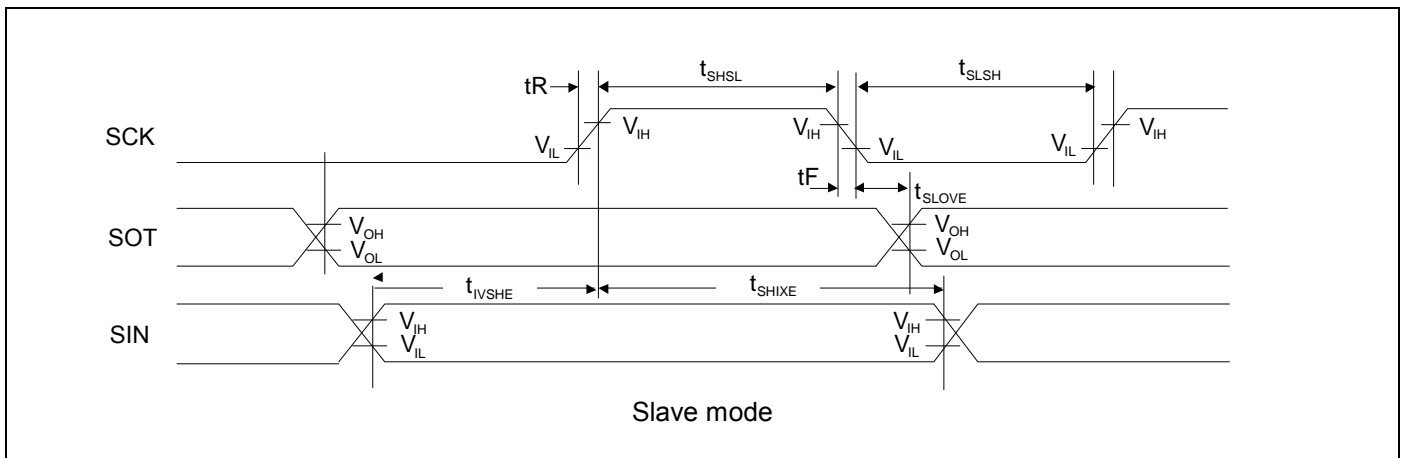 tR
tSHSL
tSLSH
SCK
VIH
VIL
VIH
VIL
VIL
VIH
tF
tSLOVE
SOT
VOH
VOL
VOH
VOL
tIVSHE
tSHIXE
SIN
VIH
VIL
VIH
VIL
Slave mode